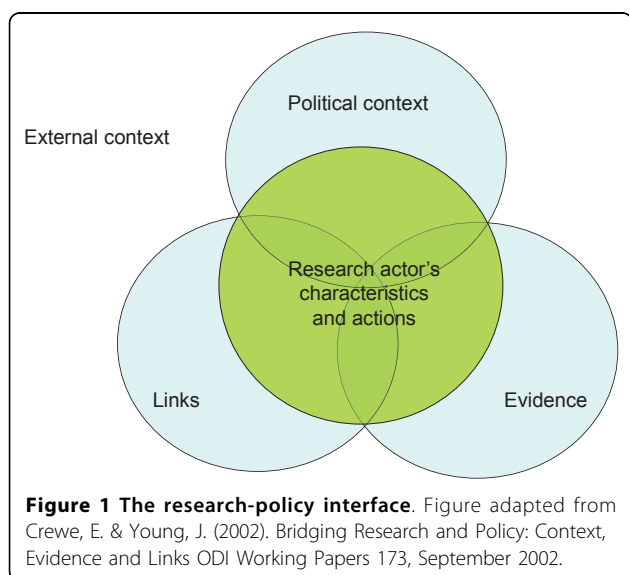 Political context
External context
Research actor's
characteristics
and actions
Links
Evidence
Figure 1 The research-policy interface. Figure adapted from
Crewe, E. & Young, J. (2002). Bridging Research and Policy: Context,
Evidence and Links ODI Working Papers 173, September 2002.